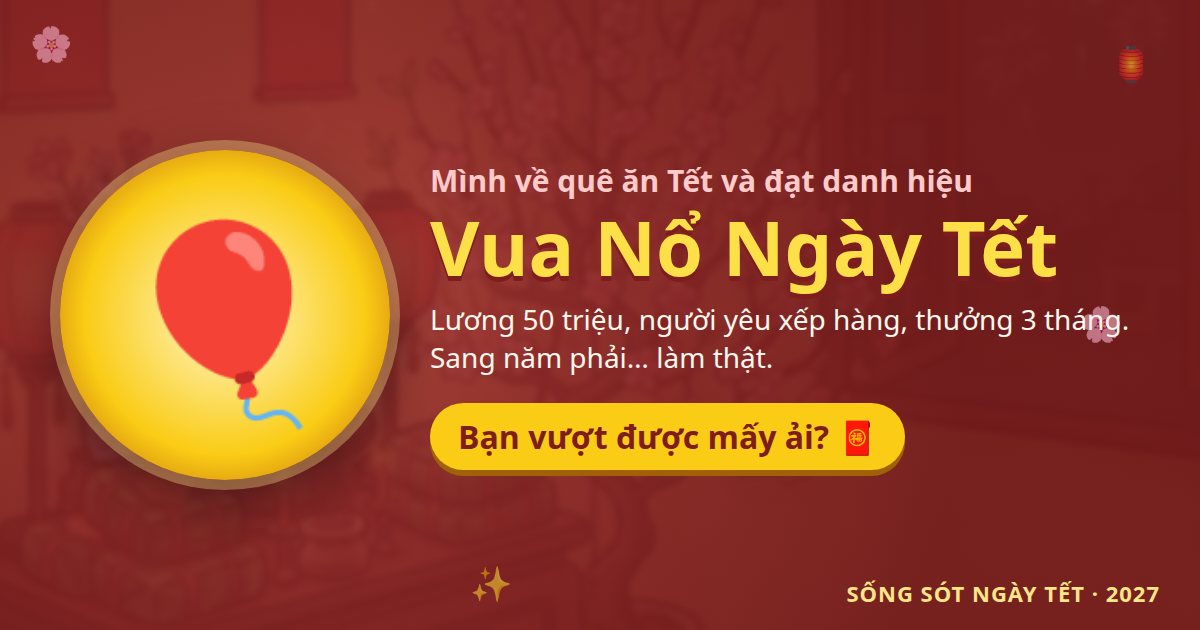 Mình về quê ăn Tết và đạt danh hiệu
Vua Nổ Ngày Tết
Lương 50 triệu, người yêu xếp hàng, thưởng 3 tháng.
Sang năm phải... làm thật.
Bạn vượt được mấy ải? 🧧
SỐNG SÓT NGÀY TẾT · 2027